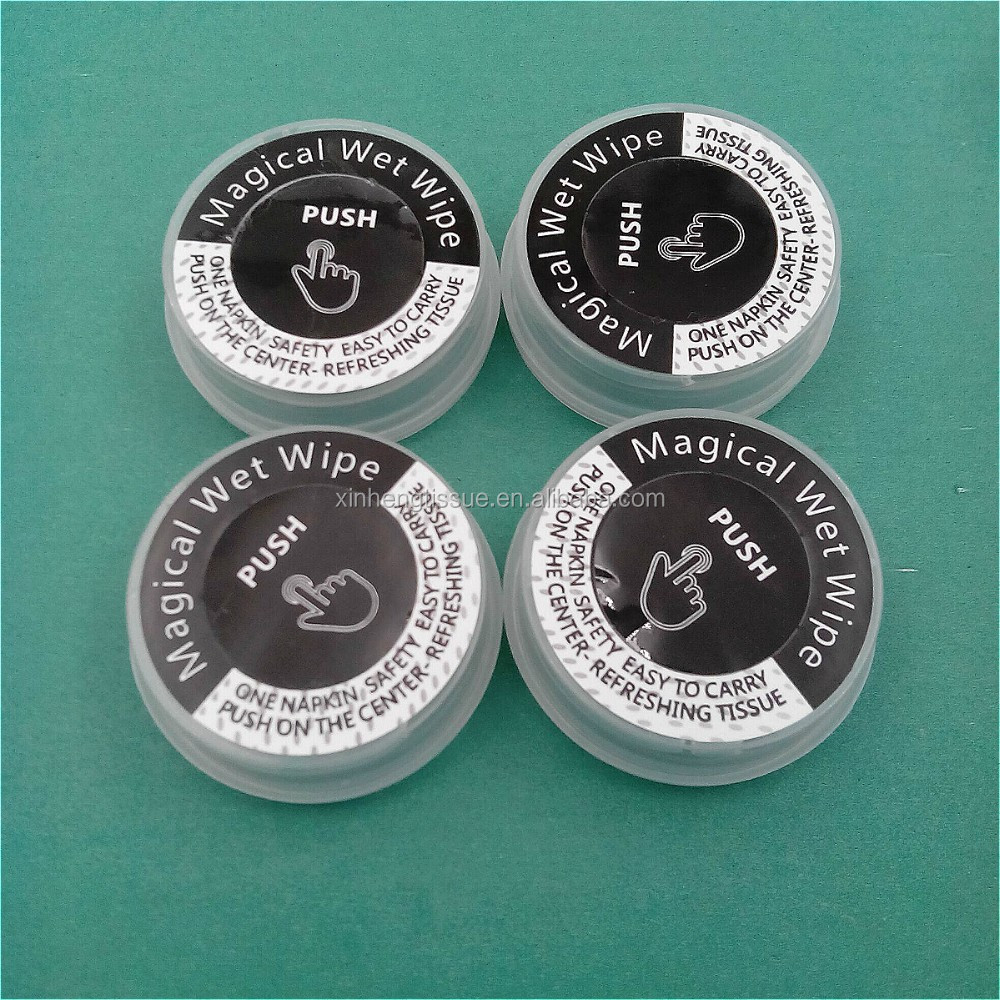 Magical Wet Wipe
PUSH
ONE NAPKIN SAFETY EASY TO CARRY
PUSH ON THE CENTER- REFRESHING TISSUE
Magical Wet Wipe
PUSH
ONE NAPKIN SAFETY EASY TO CARRY
PUSH ON THE CENTER- REFRESHING TISSUE
xinhengtissue.en.alibaba.com
Magical Wet Wipe
PUSH
ONE NAPKIN SAFETY EASY TO CARRY
PUSH ON THE CENTER- REFRESHING TISSUE
Magical Wet Wipe
PUSH
ONE NAPKIN SAFETY EASY TO CARRY
PUSH ON THE CENTER- REFRESHING TISSUE